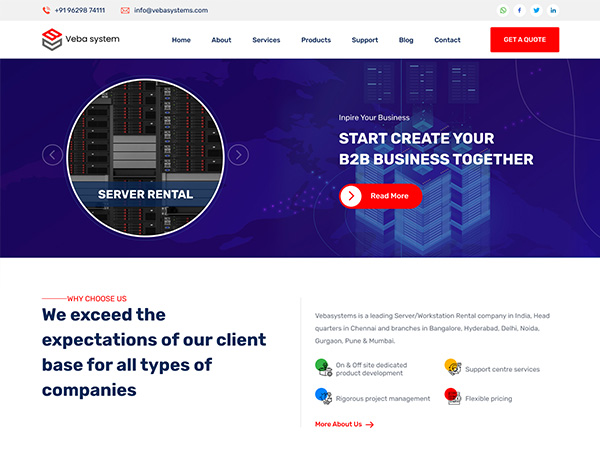 +91 96298 74111 info@vebasystems.com
Veba system
Home About Services Products Support Blog Contact GET A QUOTE
Inpire Your Business
START CREATE YOUR
B2B BUSINESS TOGETHER
SERVER RENTAL
Read More
WHY CHOOSE US
We exceed the
expectations of our client
base for all types of
companies
Vebasystems is a leading Server/Workstation Rental company in India, Head
quarters in Chennai and branches in Bangalore, Hyderabad, Delhi, Noida,
Gurgaon, Pune & Mumbai.
On & Off site dedicated
product development
Support centre services
Rigorous project management
Flexible pricing
More About Us